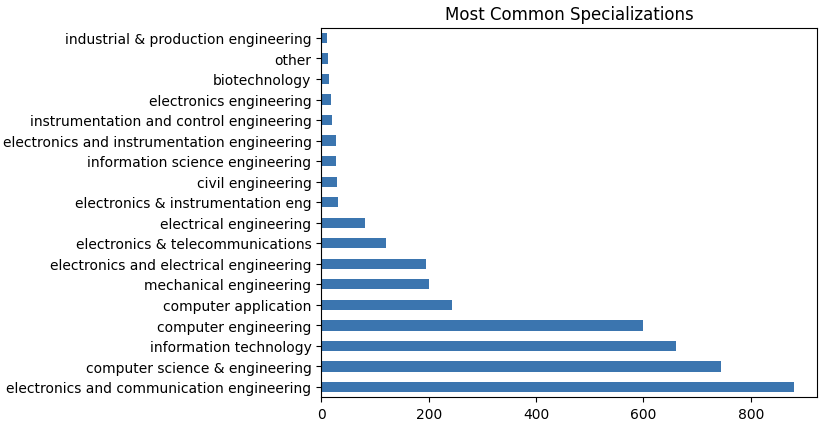 Most Common Specializations
industrial & production engineering
other
biotechnology
electronics engineering
instrumentation and control engineering
electronics and instrumentation engineering
information science engineering
civil engineering
electronics & instrumentation eng
electrical engineering
electronics & telecommunications
electronics and electrical engineering
mechanical engineering
computer application
computer engineering
information technology
computer science & engineering
electronics and communication engineering
0 200 400 600 800